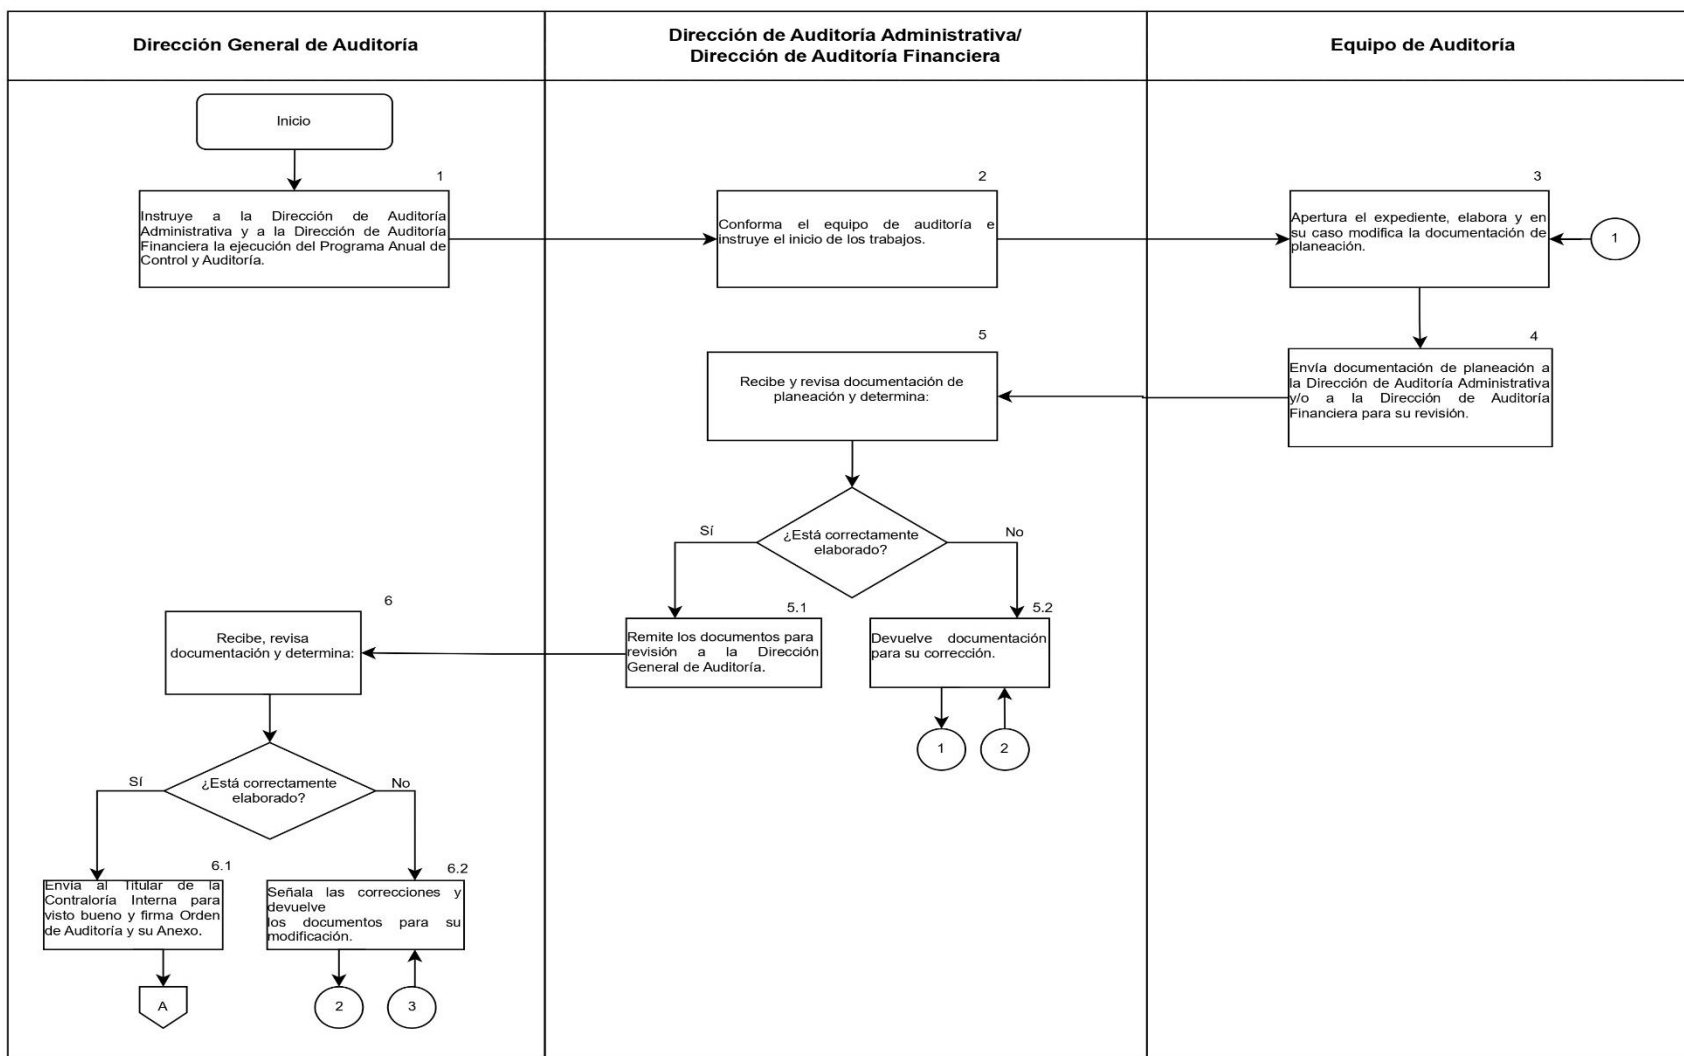 Dirección General de Auditoría
Dirección de Auditoría Administrativa/
Dirección de Auditoría Financiera
Equipo de Auditoría
Inicio
1
Instruye a la Dirección de Auditoría
Administrativa y a la Dirección de Auditoría
Financiera la ejecución del Programa Anual de
Control y Auditoría.
2
Conforma el equipo de auditoría e
instruye el inicio de los trabajos.
3
Apertura el expediente, elabora y en
su caso modifica la documentación de
planeación.
1
4
Envía documentación de planeación a
la Dirección de Auditoría Administrativa
y/o a la Dirección de Auditoría
Financiera para su revisión.
5
Recibe y revisa documentación de
planeación y determina:
¿Está correctamente
elaborado?
Sí
No
5.1
Remite los documentos para
revisión a la Dirección
General de Auditoría.
5.2
Devuelve documentación
para su corrección.
1
2
6
Recibe, revisa
documentación y determina:
¿Está correctamente
elaborado?
Sí
No
6.1
Envía al Titular de la
Contraloría Interna para
visto bueno y firma Orden
de Auditoría y su Anexo.
A
6.2
Señala las correcciones y
devuelve
los documentos para su
modificación.
2
3